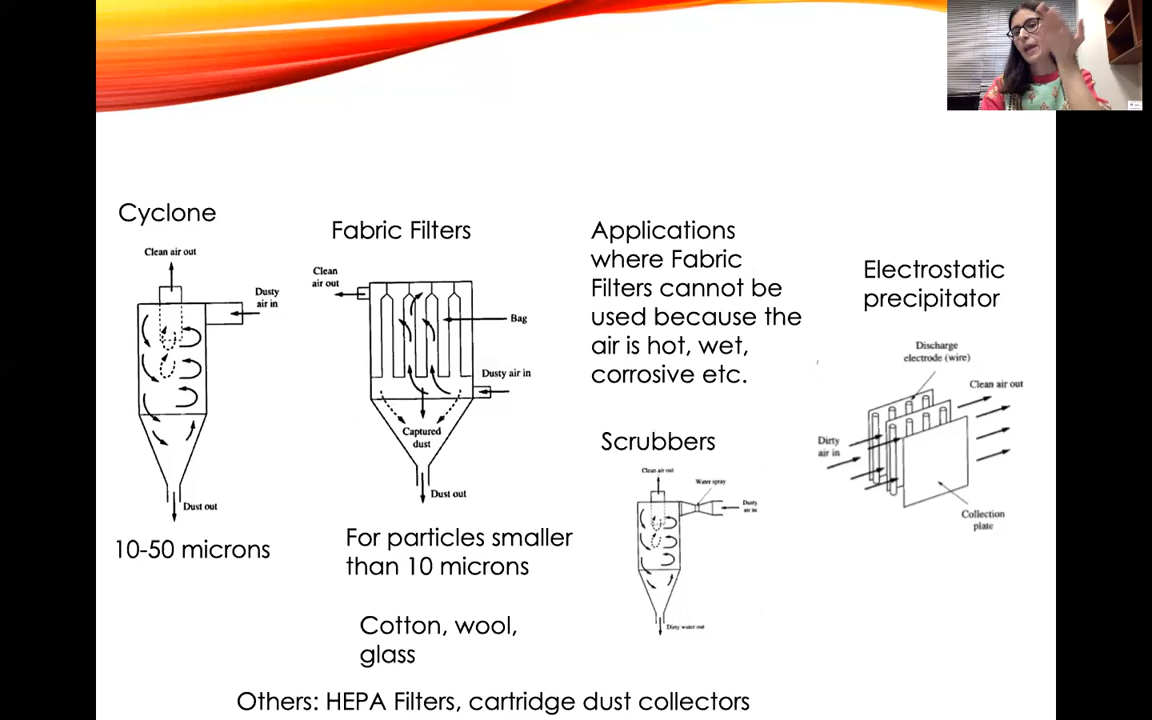 Cyclone
Clean air out
Dusty
air in
Dust out
10-50 microns
Fabric Filters
Clean
air out
Bag
Dusty air in
Captured
dust
Dust out
For particles smaller
than 10 microns
Cotton, wool,
glass
Applications
where Fabric
Filters cannot be
used because the
air is hot, wet,
corrosive etc.
Scrubbers
Clean air out
Water spray
Dusty
air in
Dirty water out
Electrostatic
precipitator
Discharge
electrode (wire)
Clean air out
Dirty
air in
Collection
plate
Others: HEPA Filters, cartridge dust collectors